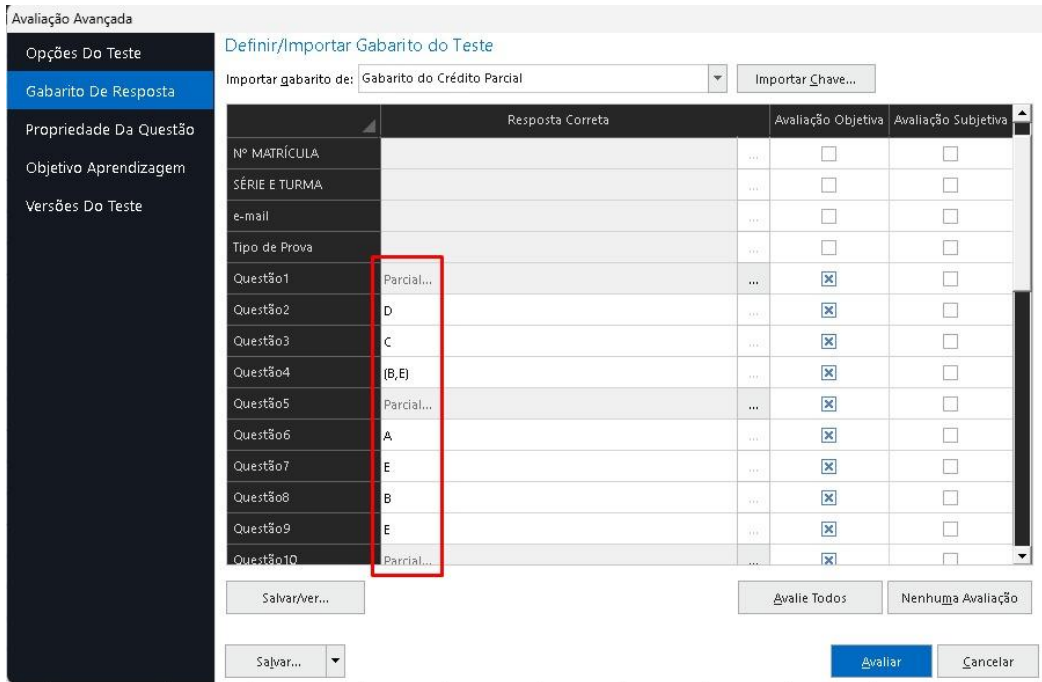 Avaliação Avançada
Opções Do Teste
Gabarito De Resposta
Propriedade Da Questão
Objetivo Aprendizagem
Versões Do Teste
Definir/Importar Gabarito do Teste
Importar gabarito de: Gabarito do Crédito Parcial Importar Chave...
Resposta Correta Avaliação Objetiva Avaliação Subjetiva
Nº MATRÍCULA ...
SÉRIE E TURMA ...
e-mail ...
Tipo de Prova ...
Questão1 Parcial... ...
Questão2 D ...
Questão3 C ...
Questão4 (B,E) ...
Questão5 Parcial... ...
Questão6 A ...
Questão7 E ...
Questão8 B ...
Questão9 E ...
Questão10 Parcial... ...
Salvar/ver... Avalie Todos Nenhuma Avaliação
Salvar... Avaliar Cancelar